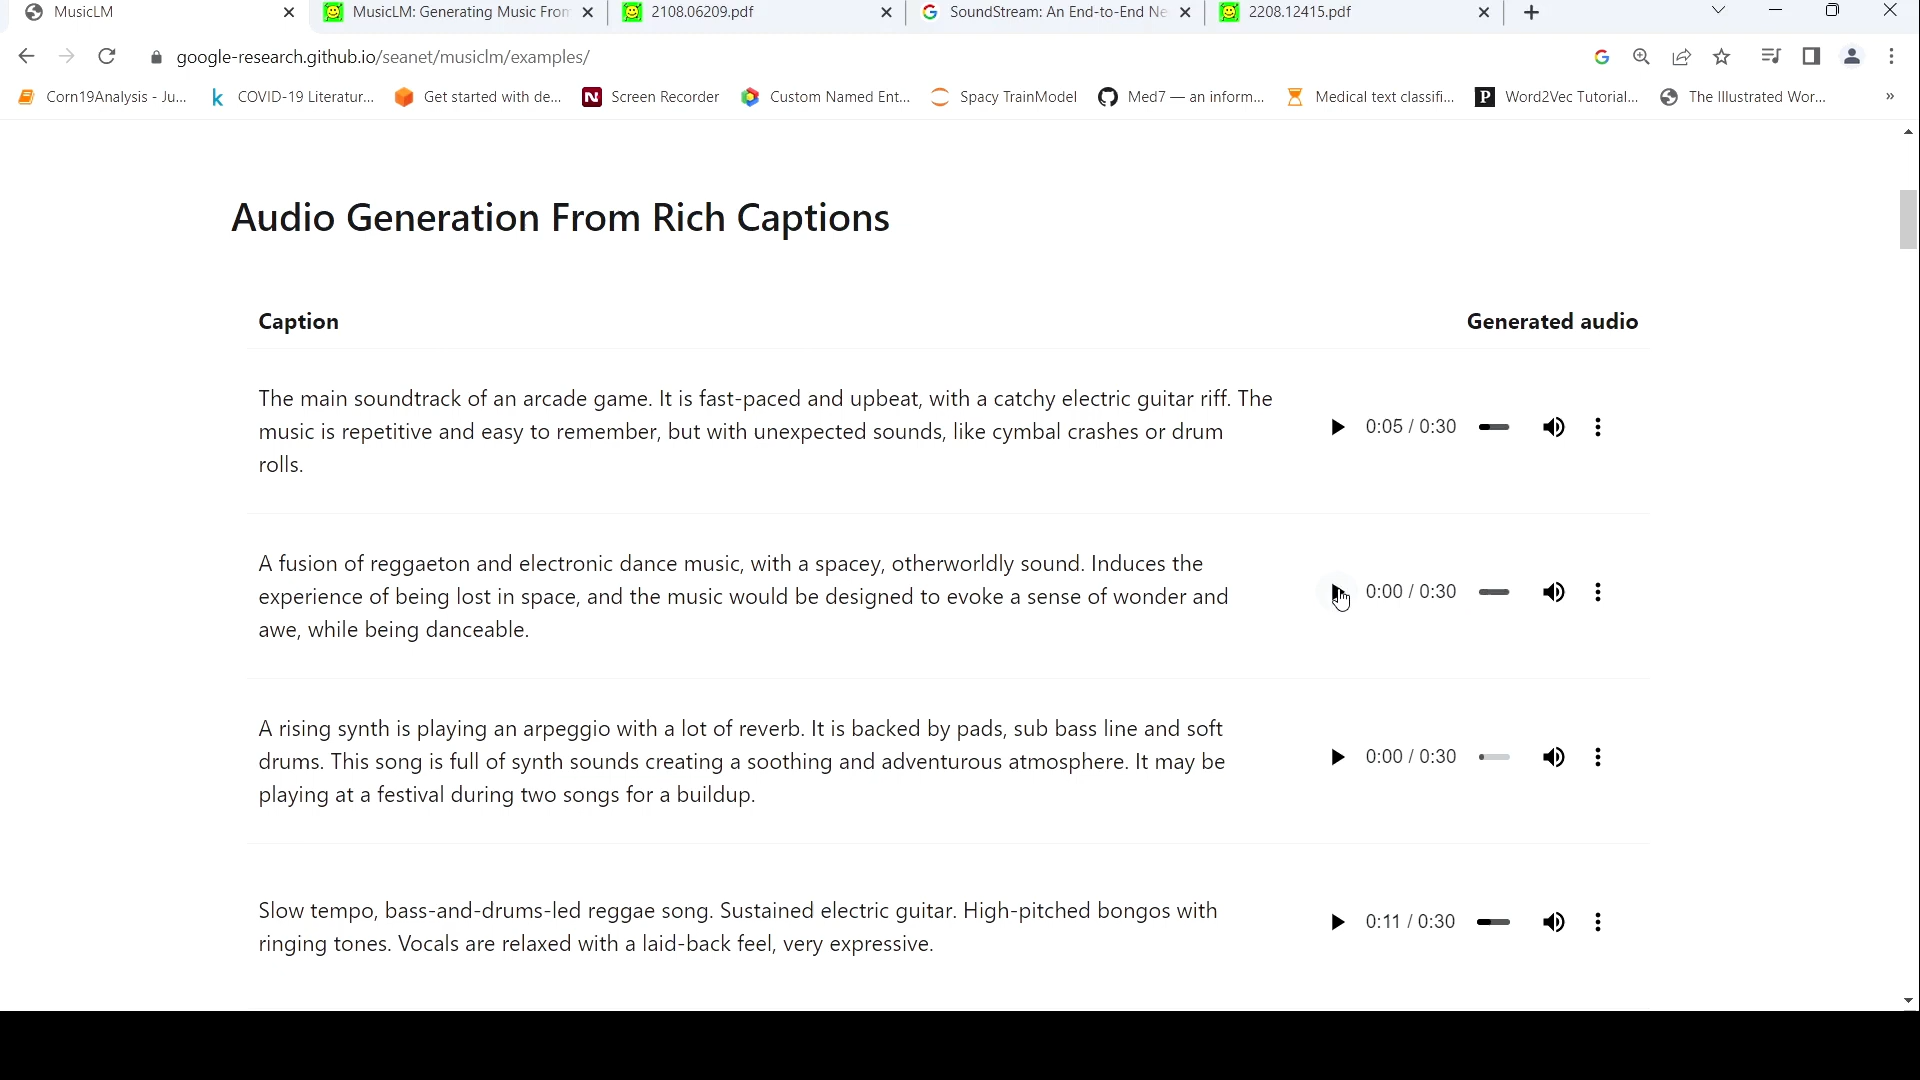 MusicLM
MusicLM: Generating Music From
2108.06209.pdf
SoundStream: An End-to-End Ne
2208.12415.pdf
google-research.github.io/seanet/musiclm/examples/
Corn19Analysis - Ju...
COVID-19 Literatur...
Get started with de...
Screen Recorder
Custom Named Ent...
Spacy TrainModel
Med7 — an inform...
Medical text classifi...
Word2Vec Tutorial...
The Illustrated Wor...
»
Audio Generation From Rich Captions
Caption
Generated audio
The main soundtrack of an arcade game. It is fast-paced and upbeat, with a catchy electric guitar riff. The
music is repetitive and easy to remember, but with unexpected sounds, like cymbal crashes or drum
rolls.
0:05 / 0:30
A fusion of reggaeton and electronic dance music, with a spacey, otherworldly sound. Induces the
experience of being lost in space, and the music would be designed to evoke a sense of wonder and
awe, while being danceable.
0:00 / 0:30
A rising synth is playing an arpeggio with a lot of reverb. It is backed by pads, sub bass line and soft
drums. This song is full of synth sounds creating a soothing and adventurous atmosphere. It may be
playing at a festival during two songs for a buildup.
0:00 / 0:30
Slow tempo, bass-and-drums-led reggae song. Sustained electric guitar. High-pitched bongos with
ringing tones. Vocals are relaxed with a laid-back feel, very expressive.
0:11 / 0:30